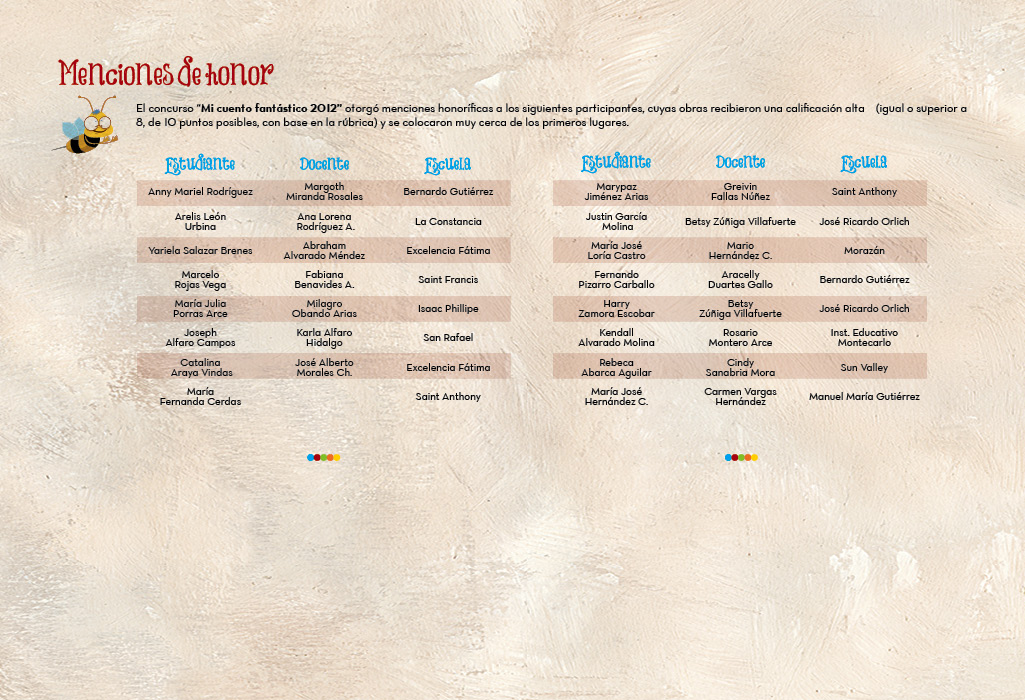 Menciones de honor
El concurso "Mi cuento fantástico 2012" otorgó menciones honoríficas a los siguientes participantes, cuyas obras recibieron una calificación alta (igual o superior a
8, de 10 puntos posibles, con base en la rúbrica) y se colocaron muy cerca de los primeros lugares.
Estudiante Docente Escuela
Anny Mariel Rodríguez Margoth Miranda Rosales Bernardo Gutiérrez
Arelis León Urbina Ana Lorena Rodríguez A. La Constancia
Yariela Salazar Brenes Abraham Alvarado Méndez Excelencia Fátima
Marcelo Rojas Vega Fabiana Benavides A. Saint Francis
María Julia Porras Arce Milagro Obando Arias Isaac Phillipe
Joseph Alfaro Campos Karla Alfaro Hidalgo San Rafael
Catalina Araya Vindas José Alberto Morales Ch. Excelencia Fátima
María Fernanda Cerdas Saint Anthony
Estudiante Docente Escuela
Marypaz Jiménez Arias Greivin Fallas Núñez Saint Anthony
Justin García Molina Betsy Zúñiga Villafuerte José Ricardo Orlich
María José Loría Castro Mario Hernández C. Morazán
Fernando Pizarro Carballo Aracelly Duartes Gallo Bernardo Gutiérrez
Harry Zamora Escobar Betsy Zúñiga Villafuerte José Ricardo Orlich
Kendall Alvarado Molina Rosario Montero Arce Inst. Educativo Montecarlo
Rebeca Abarca Aguilar Cindy Sanabria Mora Sun Valley
María José Hernández C. Carmen Vargas Hernández Manuel María Gutiérrez